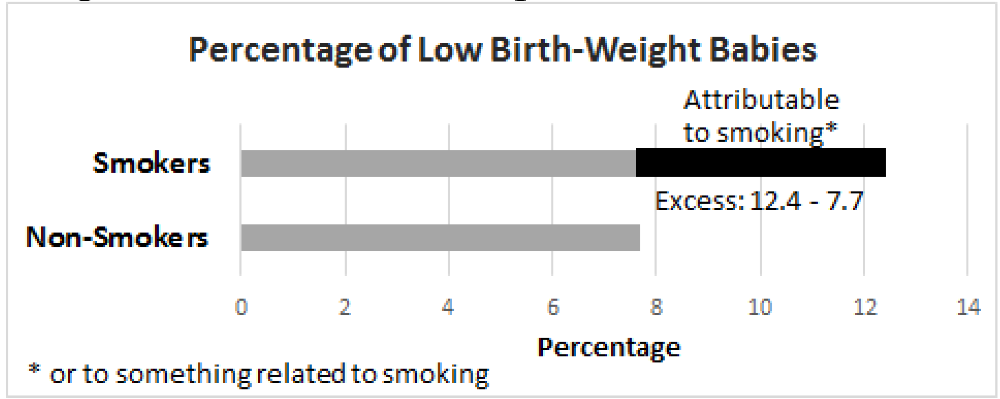 Percentage of Low Birth-Weight Babies
Attributable
to smoking*
Smokers
Excess: 12.4 - 7.7
Non-Smokers
0 2 4 6 8 10 12 14
Percentage
* or to something related to smoking